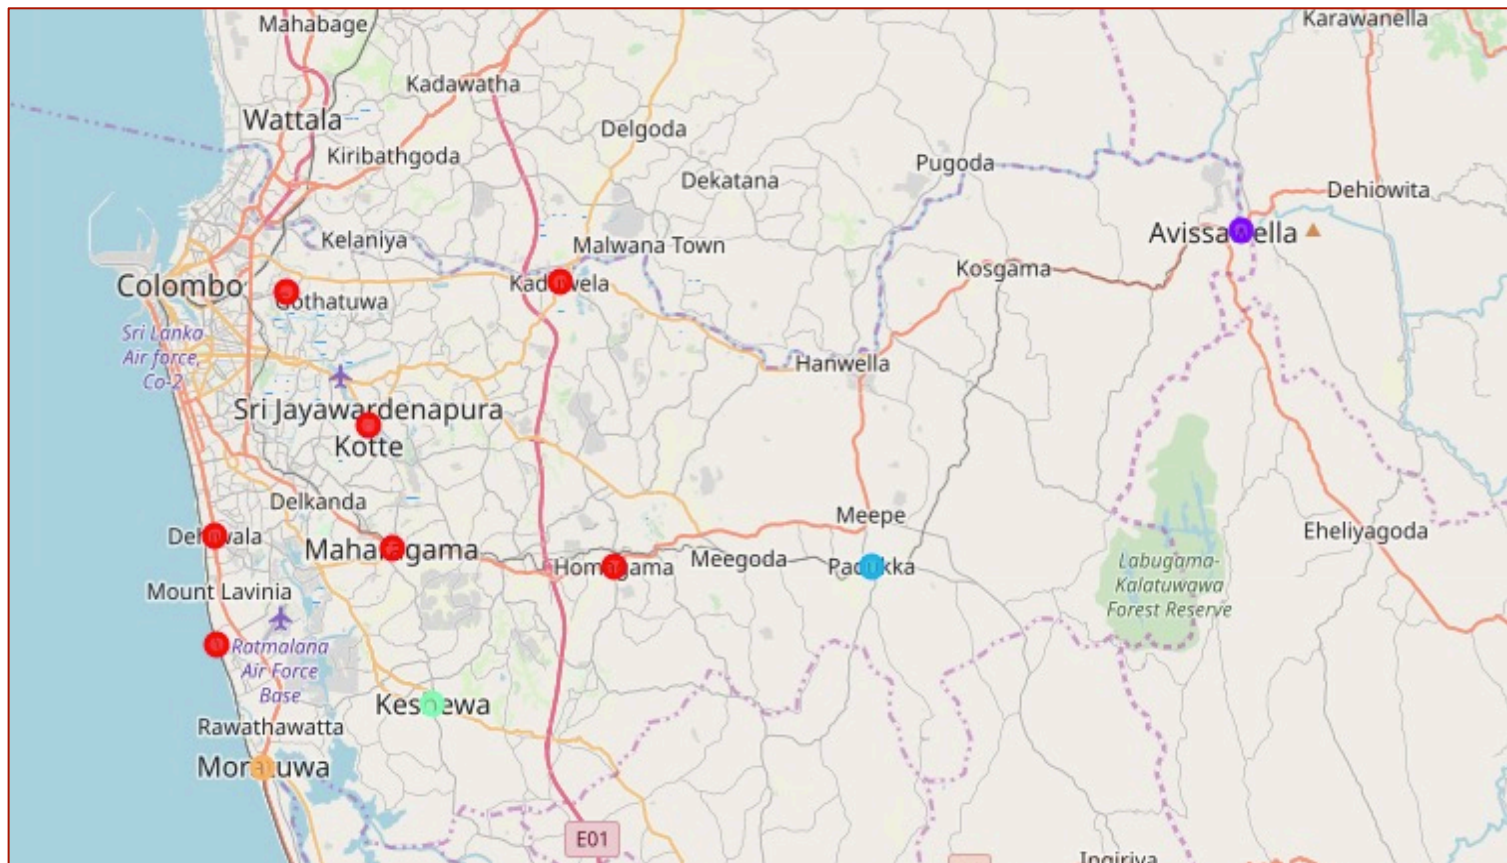 Mahabage
Karawanella
Kadawatha
Wattala
Delgoda
Kiribathgoda
Pugoda
Dekatana
Dehiowita
Avissawella
Kelaniya
Malwana Town
Kosgama
Colombo
Kaduwela
Gothatuwa
Sri Lanka
Air force,
Co-2
Hanwella
Sri Jayawardenapura
Kotte
Delkanda
Meepe
Eheliyagoda
Dehiwala
Maharagama
Homagama
Meegoda
Padukka
Labugama-
Kalatuwawa
Forest Reserve
Mount Lavinia
Ratmalana
Air Force
Base
Kesbewa
Rawathawatta
Moratuwa
E01
Ingiriya